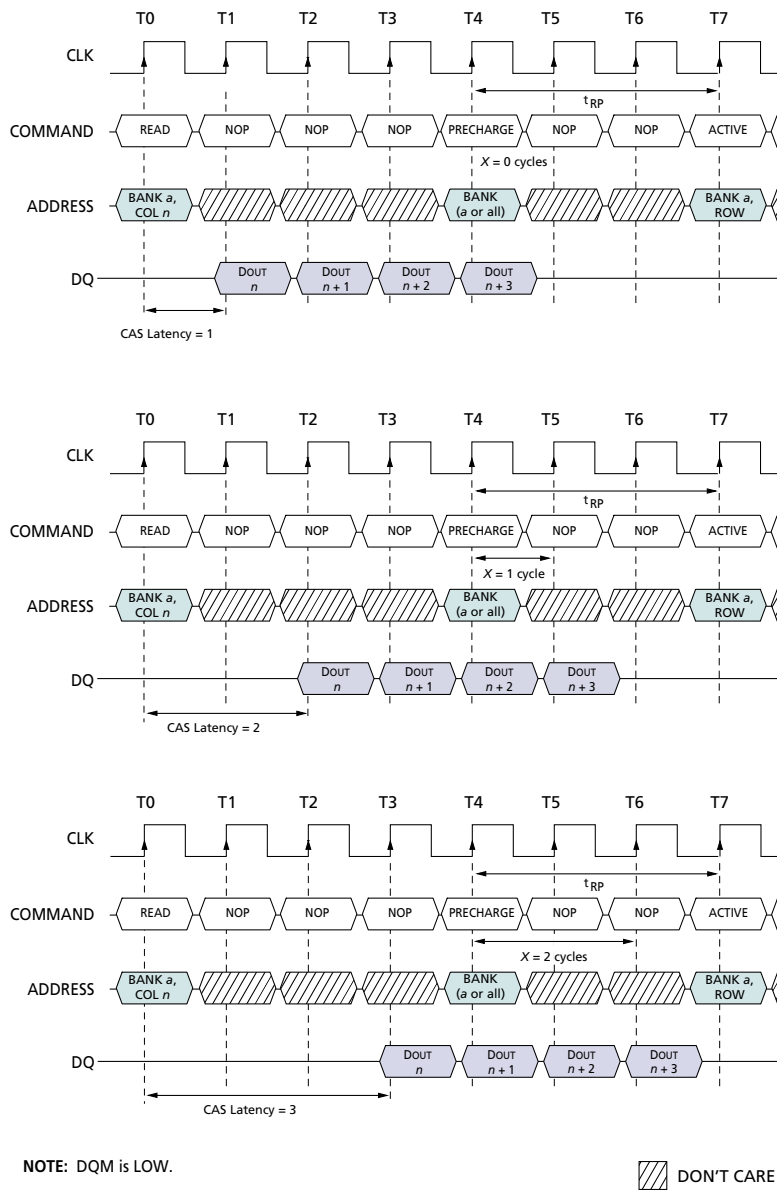 T0 T1 T2 T3 T4 T5 T6 T7
CLK
tRP
COMMAND READ NOP NOP NOP PRECHARGE NOP NOP ACTIVE
X = 0 cycles
ADDRESS BANK a, COL n BANK (a or all) BANK a, ROW
DQ DOUT n DOUT n + 1 DOUT n + 2 DOUT n + 3
CAS Latency = 1
T0 T1 T2 T3 T4 T5 T6 T7
CLK
tRP
COMMAND READ NOP NOP NOP PRECHARGE NOP NOP ACTIVE
X = 1 cycle
ADDRESS BANK a, COL n BANK (a or all) BANK a, ROW
DQ DOUT n DOUT n + 1 DOUT n + 2 DOUT n + 3
CAS Latency = 2
T0 T1 T2 T3 T4 T5 T6 T7
CLK
tRP
COMMAND READ NOP NOP NOP PRECHARGE NOP NOP ACTIVE
X = 2 cycles
ADDRESS BANK a, COL n BANK (a or all) BANK a, ROW
DQ DOUT n DOUT n + 1 DOUT n + 2 DOUT n + 3
CAS Latency = 3
NOTE: DQM is LOW.
DON'T CARE